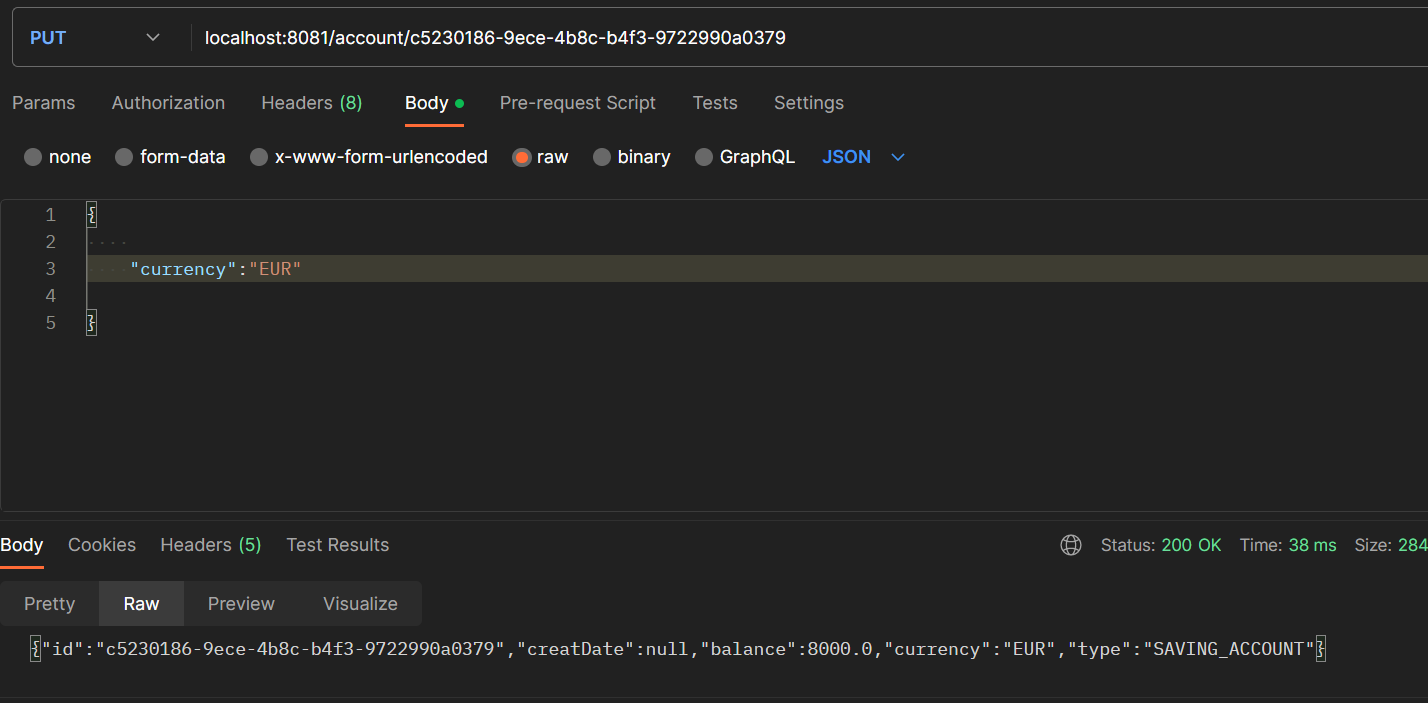 PUT localhost:8081/account/c5230186-9ece-4b8c-b4f3-9722990a0379
Params Authorization Headers (8) Body Pre-request Script Tests Settings
none form-data x-www-form-urlencoded raw binary GraphQL JSON
1 {
2
3 "currency":"EUR"
4
5 }
Body Cookies Headers (5) Test Results Status: 200 OK Time: 38 ms Size: 284
Pretty Raw Preview Visualize
{"id":"c5230186-9ece-4b8c-b4f3-9722990a0379","creatDate":null,"balance":8000.0,"currency":"EUR","type":"SAVING_ACCOUNT"}